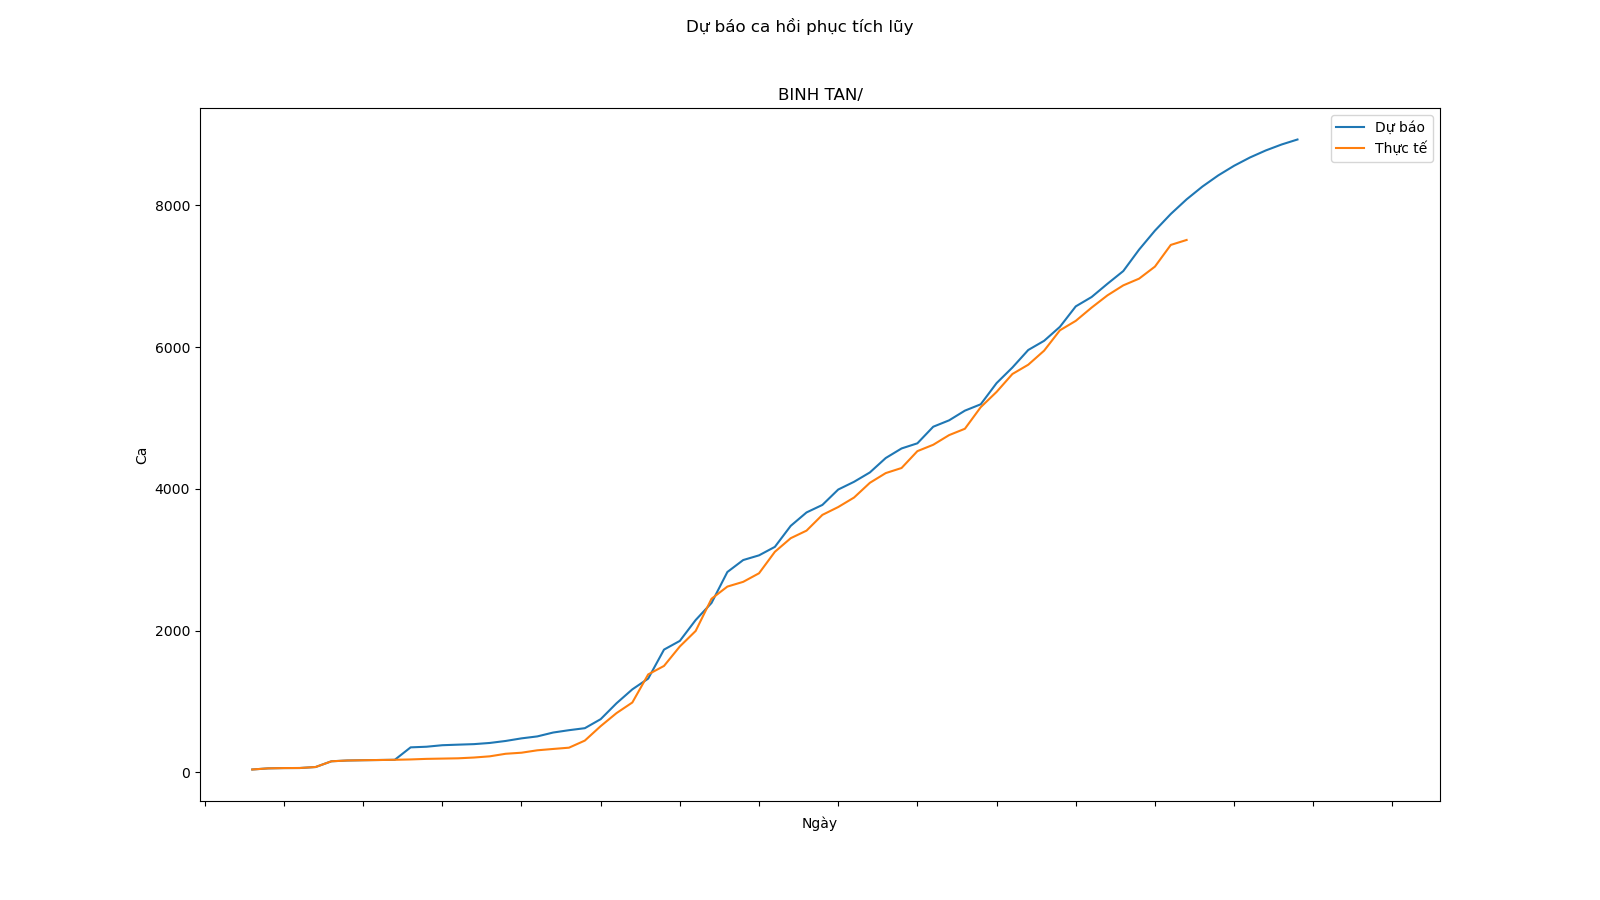 Dự báo ca hồi phục tích lũy
BINH TAN/
Dự báo
Thực tế
8000
6000
4000
2000
0
Ca
Ngày